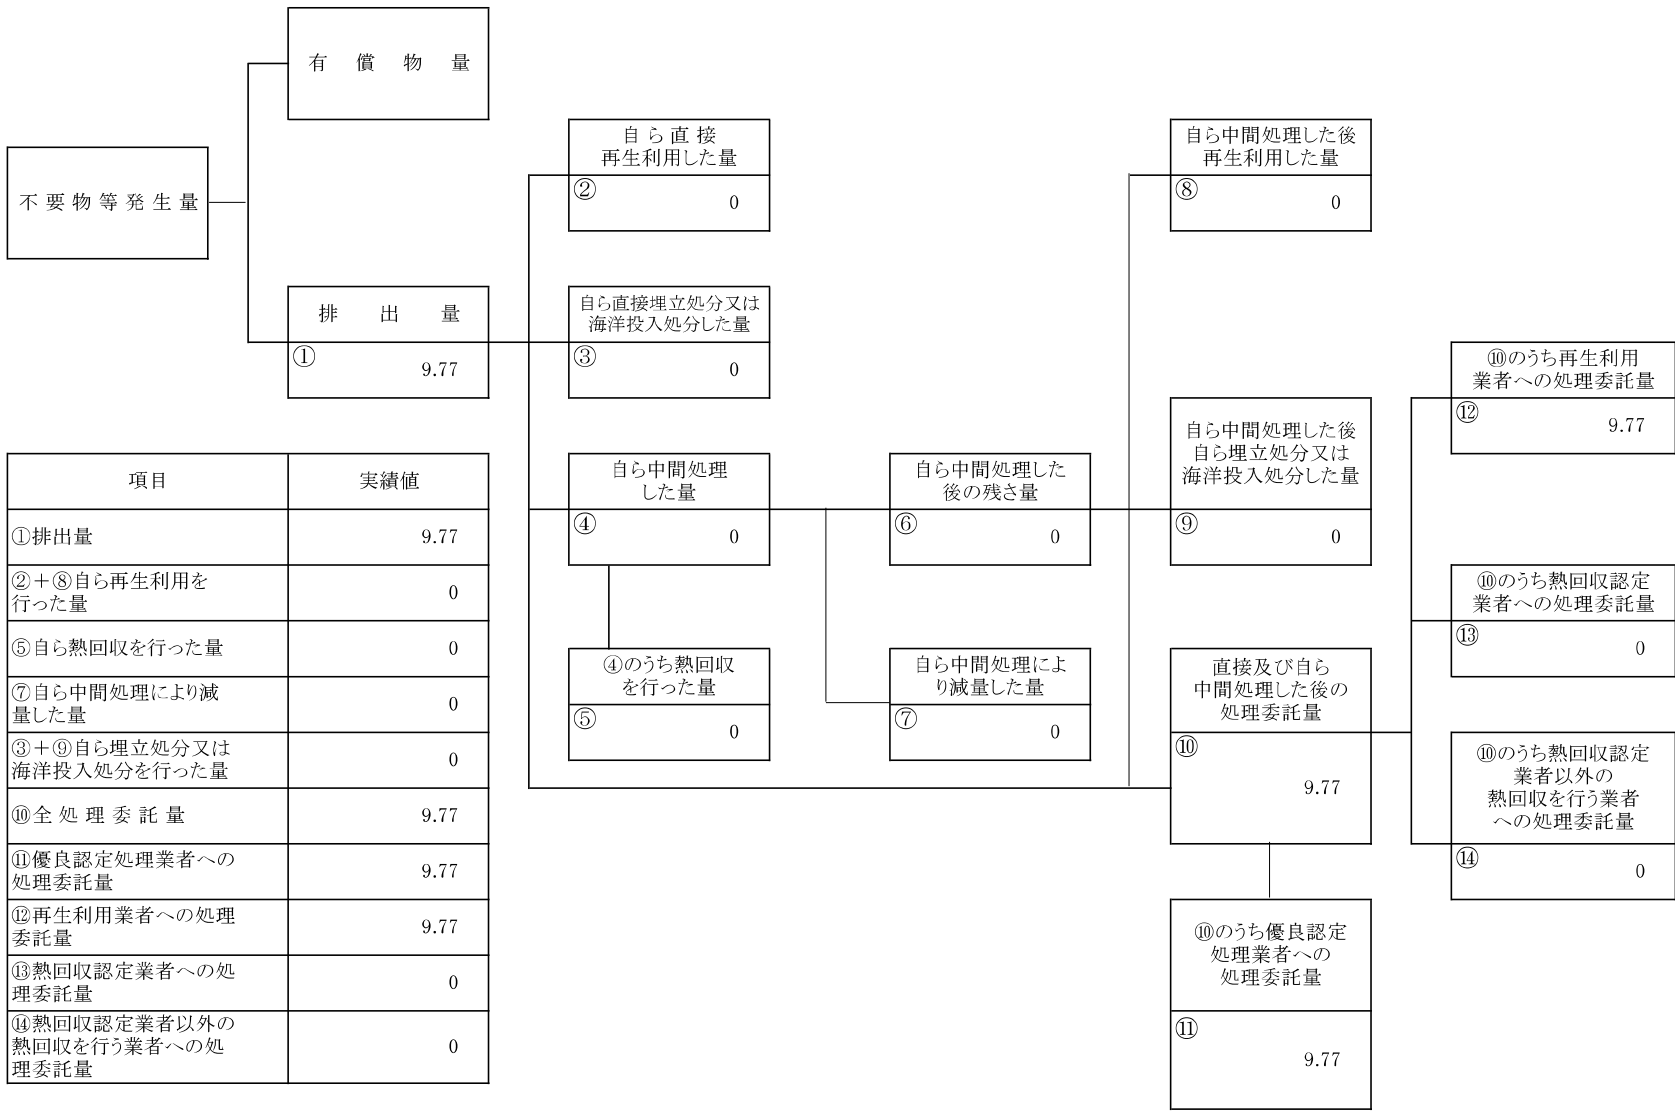 有償物量
不要物等発生量
排出量
①
9.77
自ら直接
再生利用した量
②
0
自ら直接埋立処分又は
海洋投入処分した量
③
0
自ら中間処理
した量
④
0
④のうち熱回収
を行った量
⑤
0
自ら中間処理した
後の残さ量
⑥
0
自ら中間処理によ
り減量した量
⑦
0
自ら中間処理した後
再生利用した量
⑧
0
自ら中間処理した後
自ら埋立処分又は
海洋投入処分した量
⑨
0
直接及び自ら
中間処理した後の
処理委託量
⑩
9.77
⑩のうち優良認定
処理業者への
処理委託量
⑪
9.77
⑩のうち再生利用
業者への処理委託量
⑫
9.77
⑩のうち熱回収認定
業者への処理委託量
⑬
0
⑩のうち熱回収認定
業者以外の
熱回収を行う業者
への処理委託量
⑭
0
項目 実績値
①排出量 9.77
②＋⑧自ら再生利用を
行った量 0
⑤自ら熱回収を行った量 0
⑦自ら中間処理により減
量した量 0
③＋⑨自ら埋立処分又は
海洋投入処分を行った量 0
⑩全処理委託量 9.77
⑪優良認定処理業者への
処理委託量 9.77
⑫再生利用業者への処理
委託量 9.77
⑬熱回収認定業者への処
理委託量 0
⑭熱回収認定業者以外の
熱回収を行う業者への処
理委託量 0